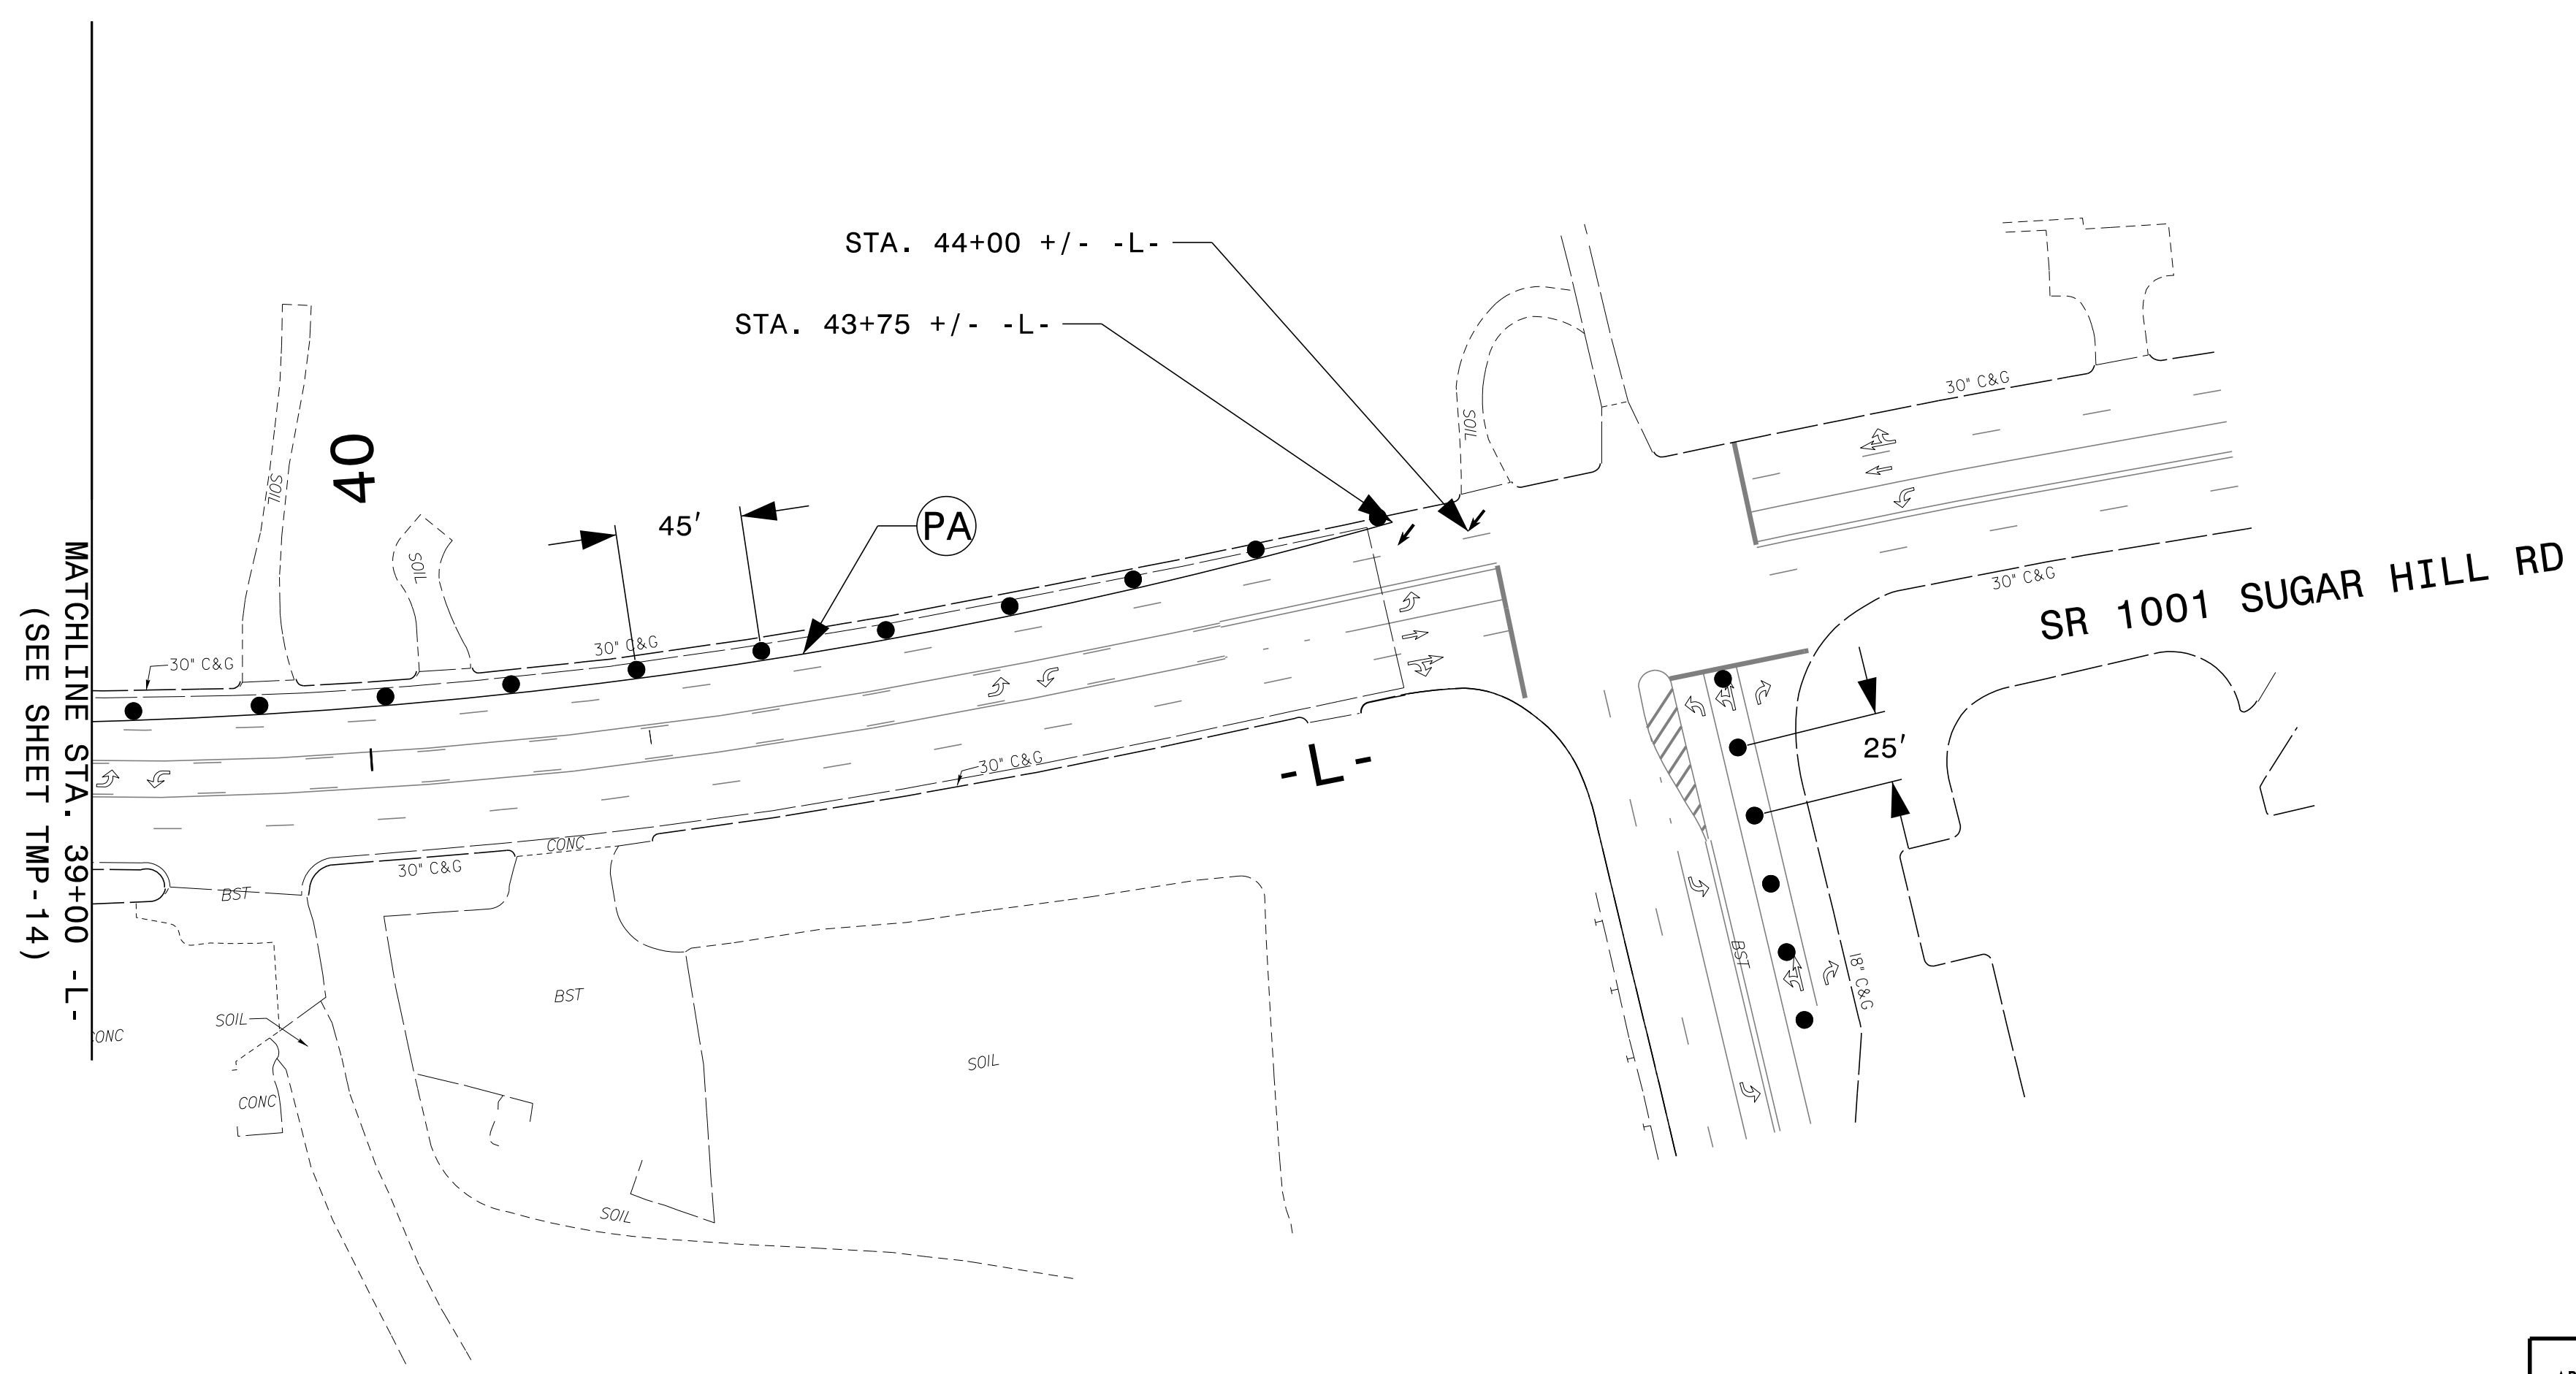 STA. 44+00 +/- -L-
STA. 43+75 +/- -L-
40
45'
PA
25'
SR 1001 SUGAR HILL RD
-L-
MATCHLINE STA. 39+00 -L-
(SEE SHEET TMP-14)
SOIL
SOIL
SOIL
30" C&G
30" C&G
30" C&G
30" C&G
30" C&G
30" C&G
18" C&G
CONC
BST
BST
BST
SOIL
CONC
CONC
SOIL
SOIL